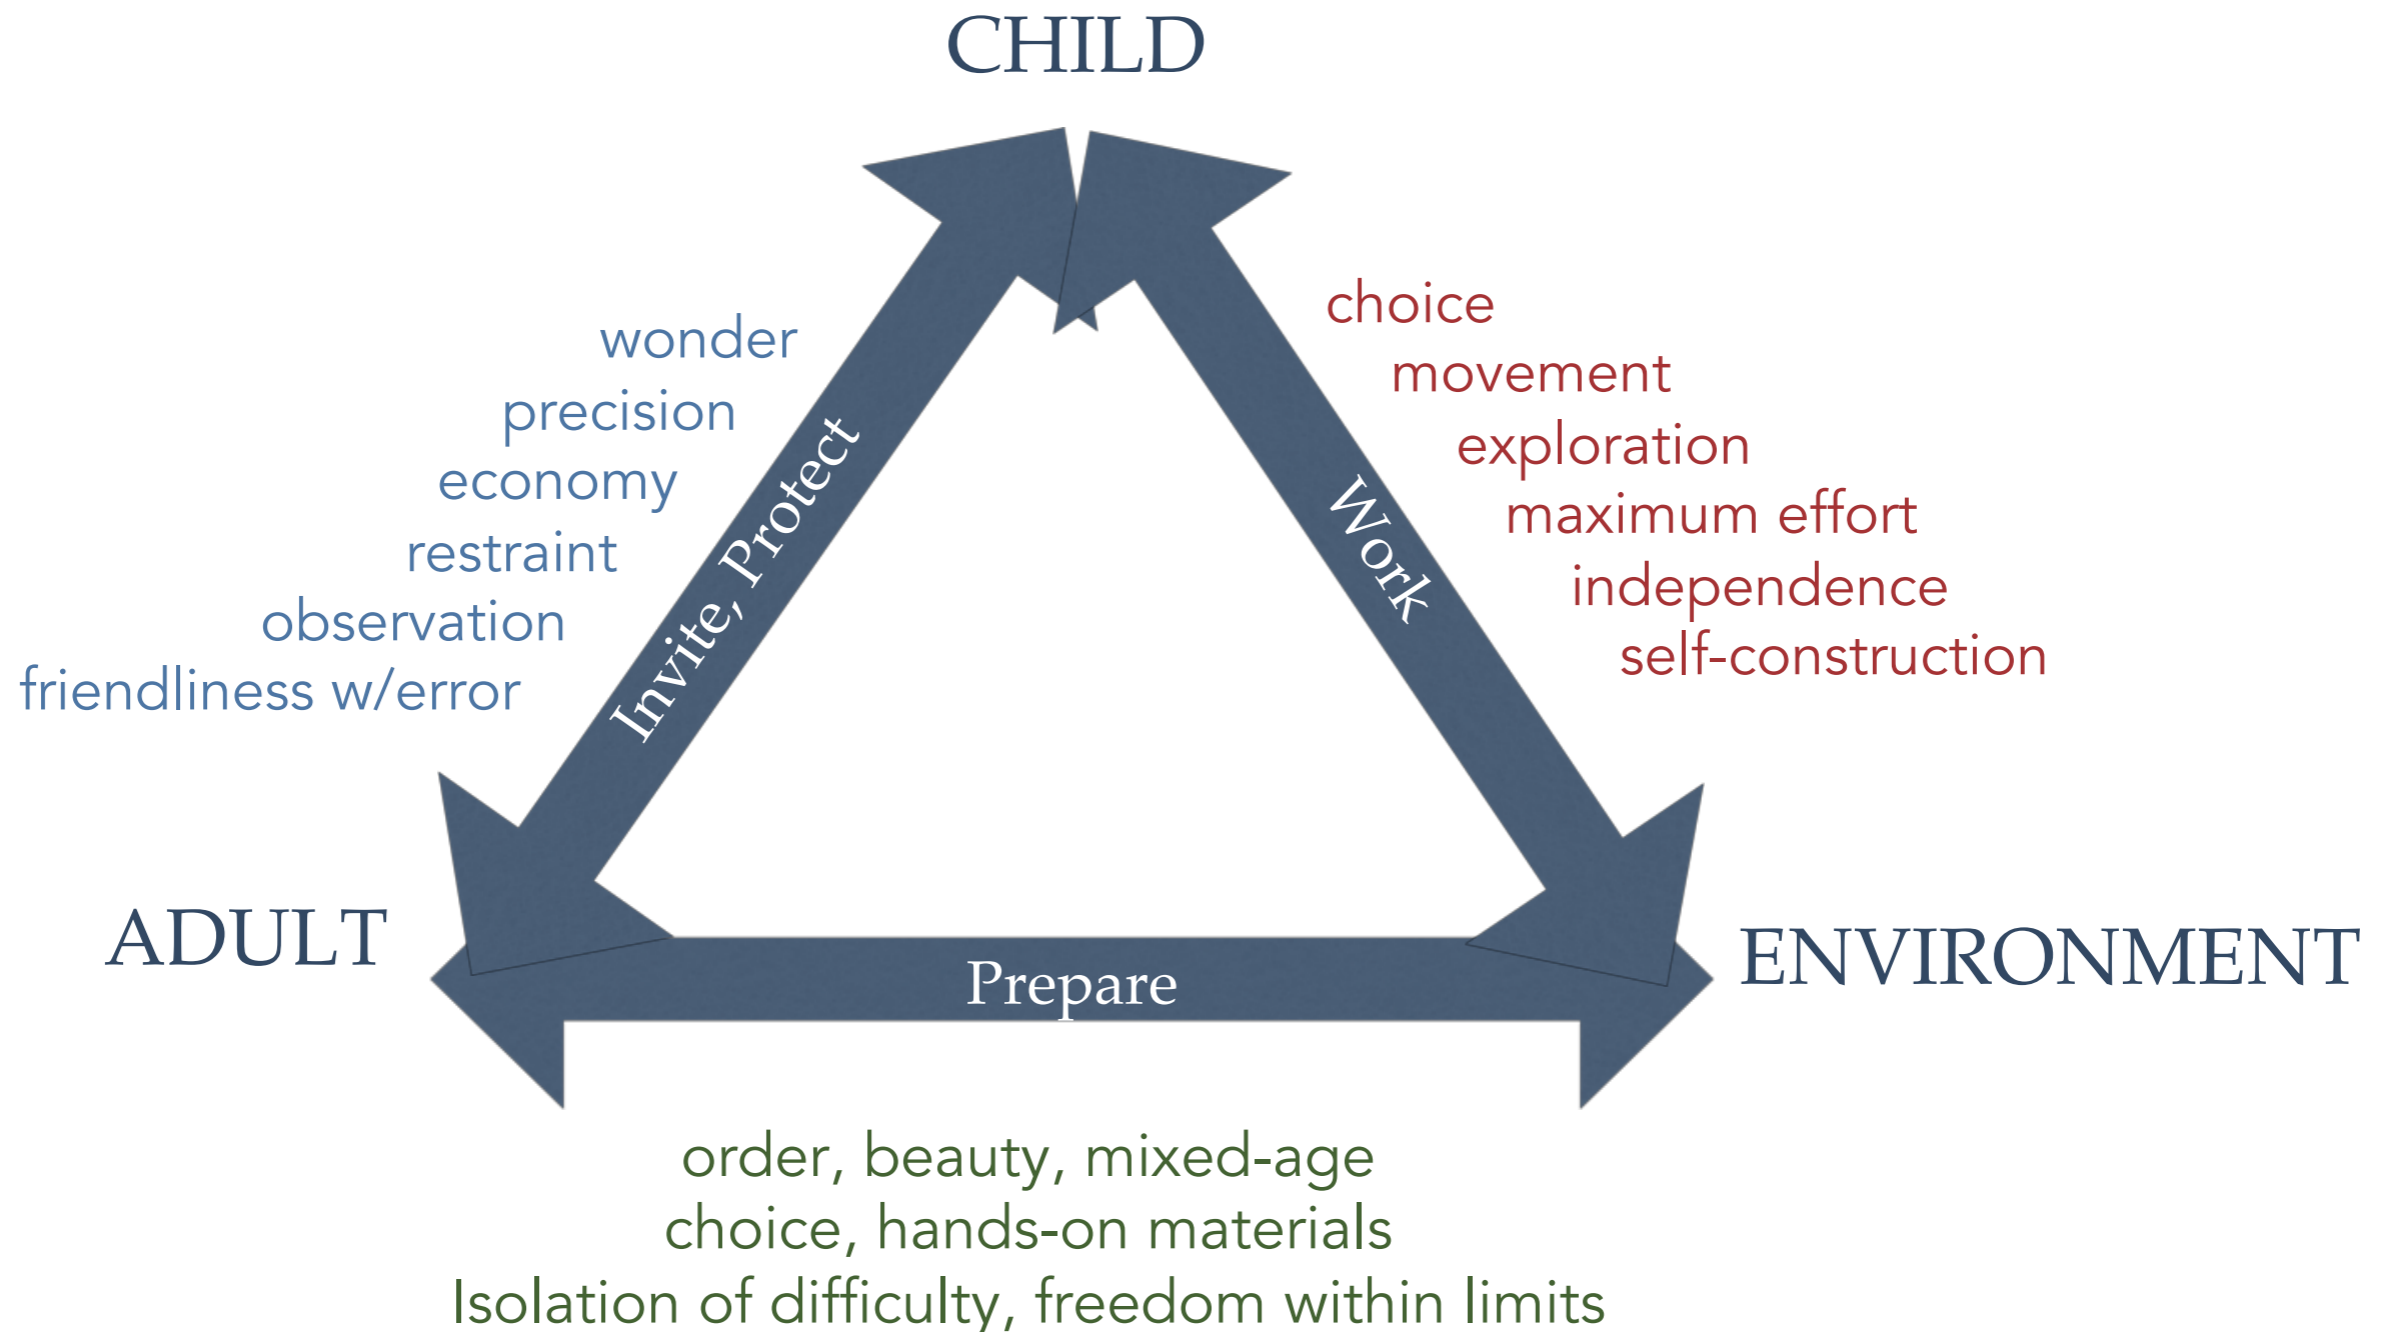 CHILD
wonder
precision
economy
restraint
observation
friendliness w/error
Invite, Protect
choice
movement
exploration
maximum effort
independence
self-construction
Work
ADULT
Prepare
ENVIRONMENT
order, beauty, mixed-age
choice, hands-on materials
Isolation of difficulty, freedom within limits